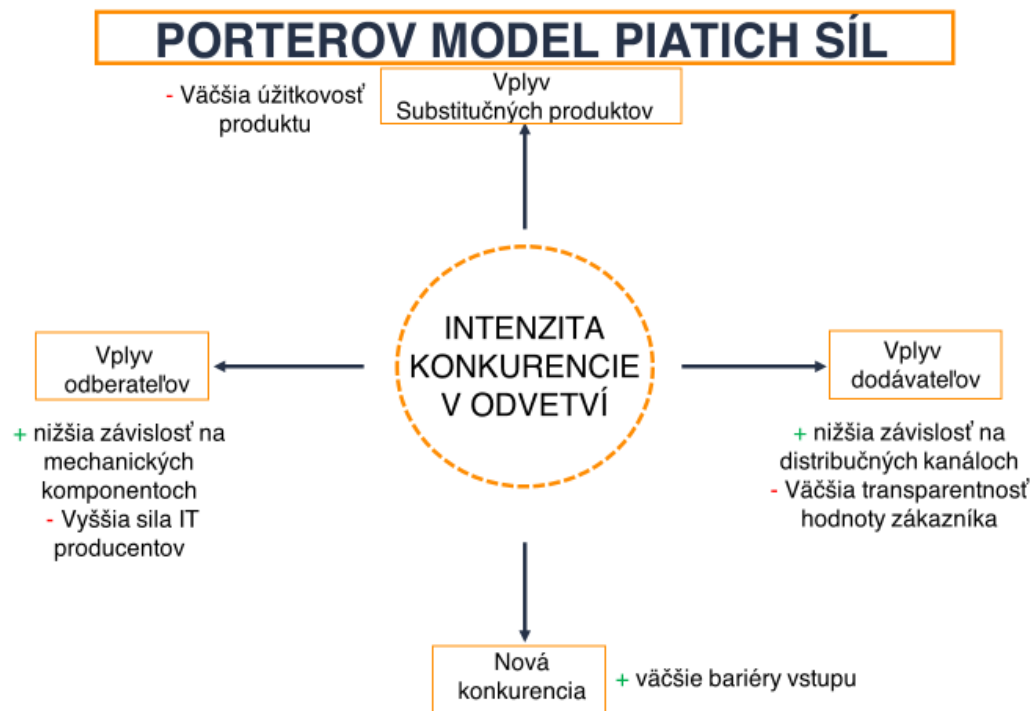 PORTEROV MODEL PIATICH SÍL
- Väčšia úžitkovosť
produktu
Vplyv
Substitučných produktov
INTENZITA
KONKURENCIE
V ODVETVÍ
Vplyv
odberateľov
+ nižšia závislosť na
mechanických
komponentoch
- Vyššia sila IT
producentov
Vplyv
dodávateľov
+ nižšia závislosť na
distribučných kanáloch
- Väčšia transparentnosť
hodnoty zákazníka
Nová
konkurencia
+ väčšie bariéry vstupu